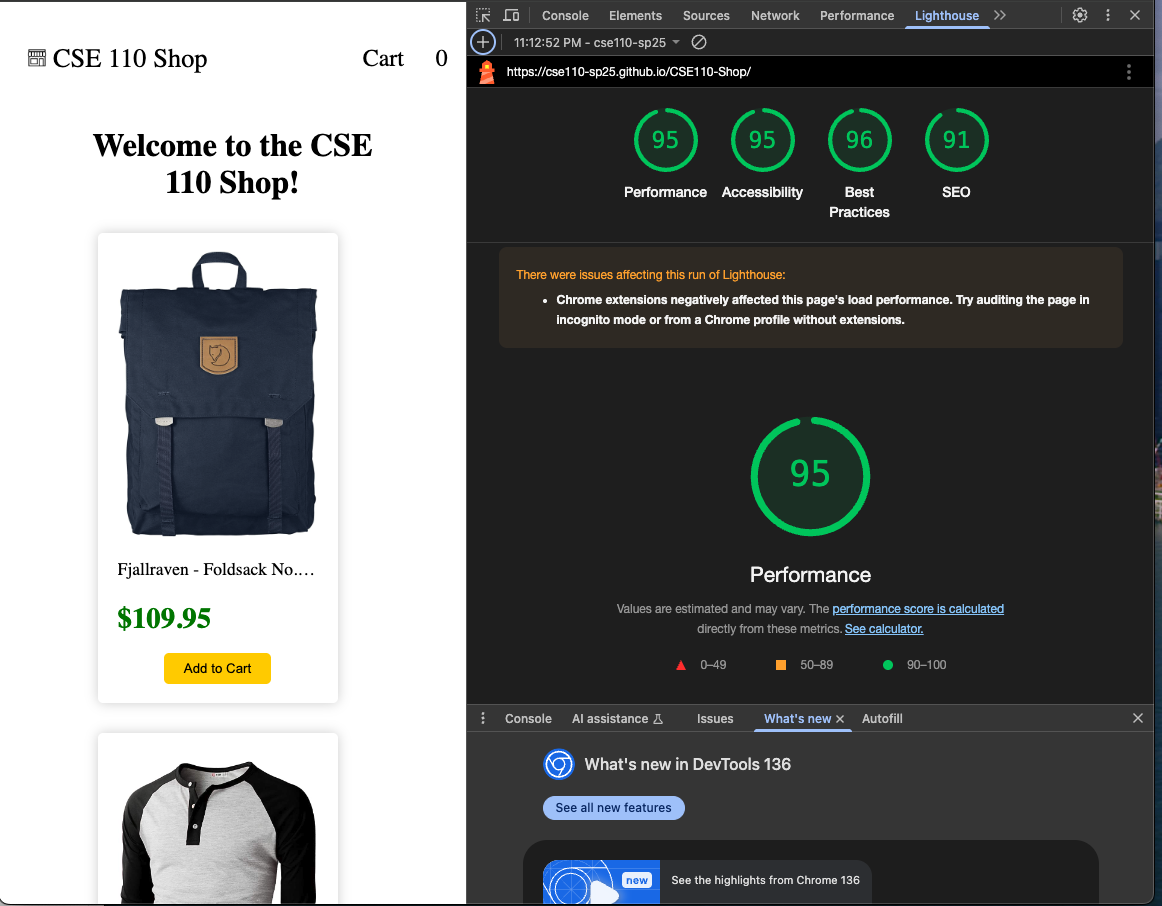 CSE 110 Shop
Cart 0
Welcome to the CSE
110 Shop!
Fjallraven - Foldsack No.…
$109.95
Add to Cart
Console Elements Sources Network Performance Lighthouse
11:12:52 PM - cse110-sp25
https://cse110-sp25.github.io/CSE110-Shop/
95 95 96 91
Performance Accessibility Best Practices SEO
There were issues affecting this run of Lighthouse:
• Chrome extensions negatively affected this page's load performance. Try auditing the page in
incognito mode or from a Chrome profile without extensions.
95
Performance
Values are estimated and may vary. The performance score is calculated
directly from these metrics. See calculator.
0–49 50–89 90–100
Console AI assistance Issues What's new Autofill
What's new in DevTools 136
See all new features
new See the highlights from Chrome 136